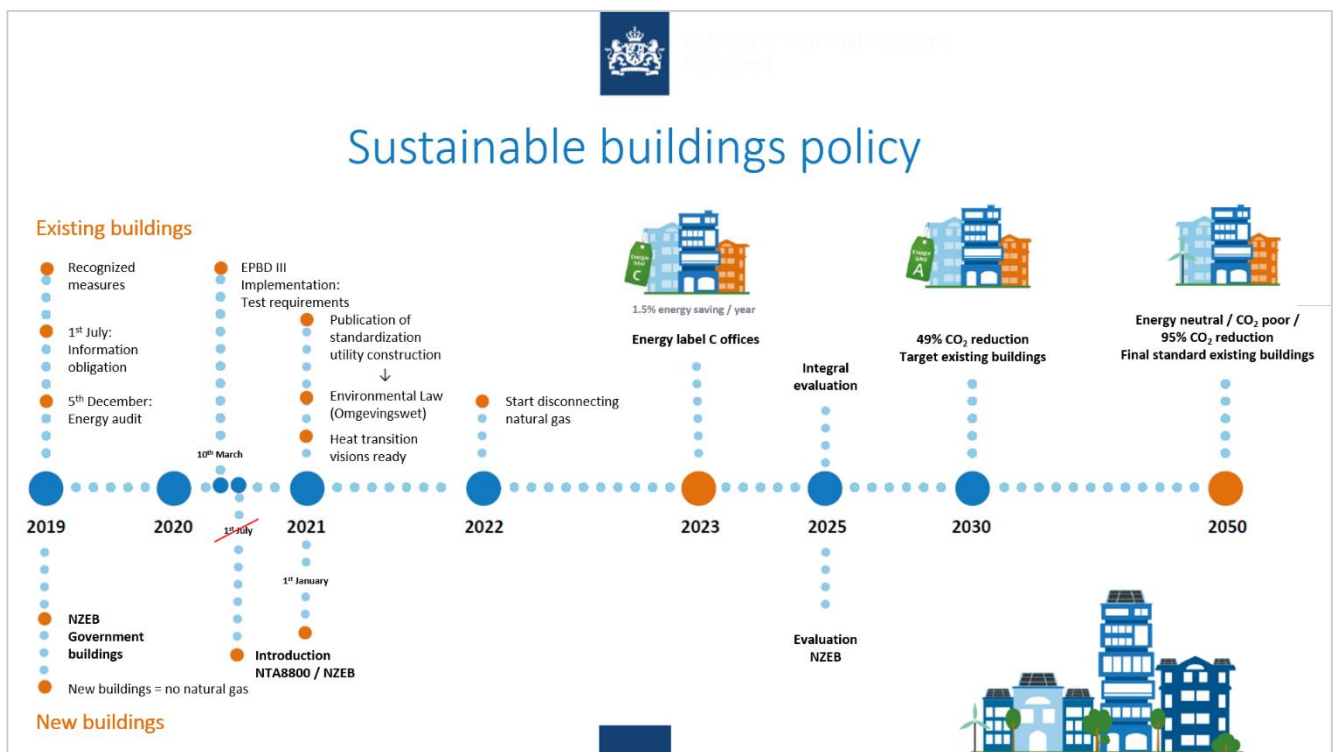 Sustainable buildings policy
Existing buildings
Recognized
measures
1st July:
Information
obligation
5th December:
Energy audit
EPBD III
Implementation:
Test requirements
10th March
Publication of
standardization
utility construction
↓
Environmental Law
(Omgevingswet)
Heat transition
visions ready
Start disconnecting
natural gas
Energie
label
C
1.5% energy saving / year
Energy label C offices
Integral
evaluation
Energie
label
A
49% CO₂ reduction
Target existing buildings
Energy neutral / CO₂ poor /
95% CO₂ reduction
Final standard existing buildings
2019
2020
2021
2022
2023
2025
2030
2050
1st July
1st January
NZEB
Government
buildings
New buildings = no natural gas
Introduction
NTA8800 / NZEB
Evaluation
NZEB
New buildings